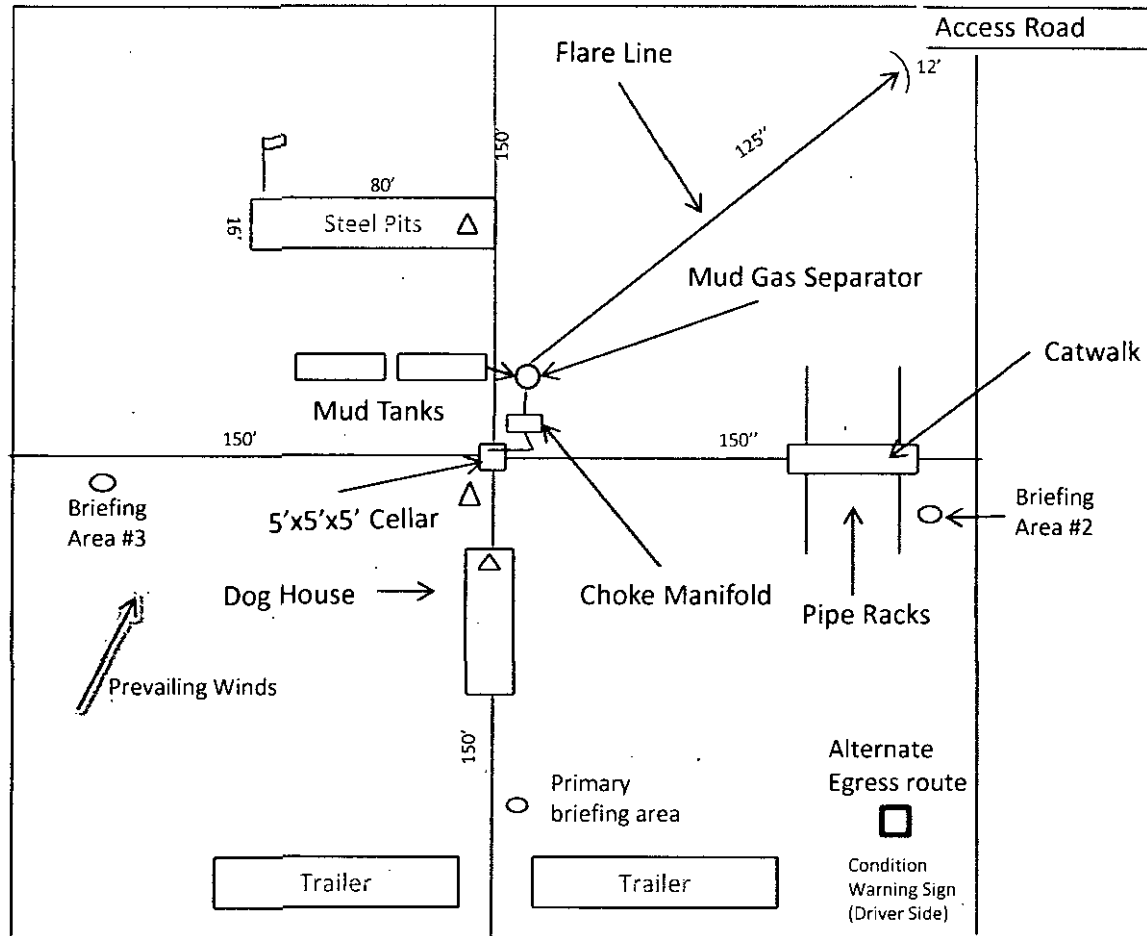 Access Road
Flare Line
12'
125''
150'
80'
16'
Steel Pits
Mud Gas Separator
Catwalk
Mud Tanks
150'
150''
Briefing
Area #3
5'x5'x5' Cellar
Briefing
Area #2
Dog House
Choke Manifold
Pipe Racks
Prevailing Winds
150'
Alternate
Egress route
Primary
briefing area
Condition
Warning Sign
(Driver Side)
Trailer
Trailer